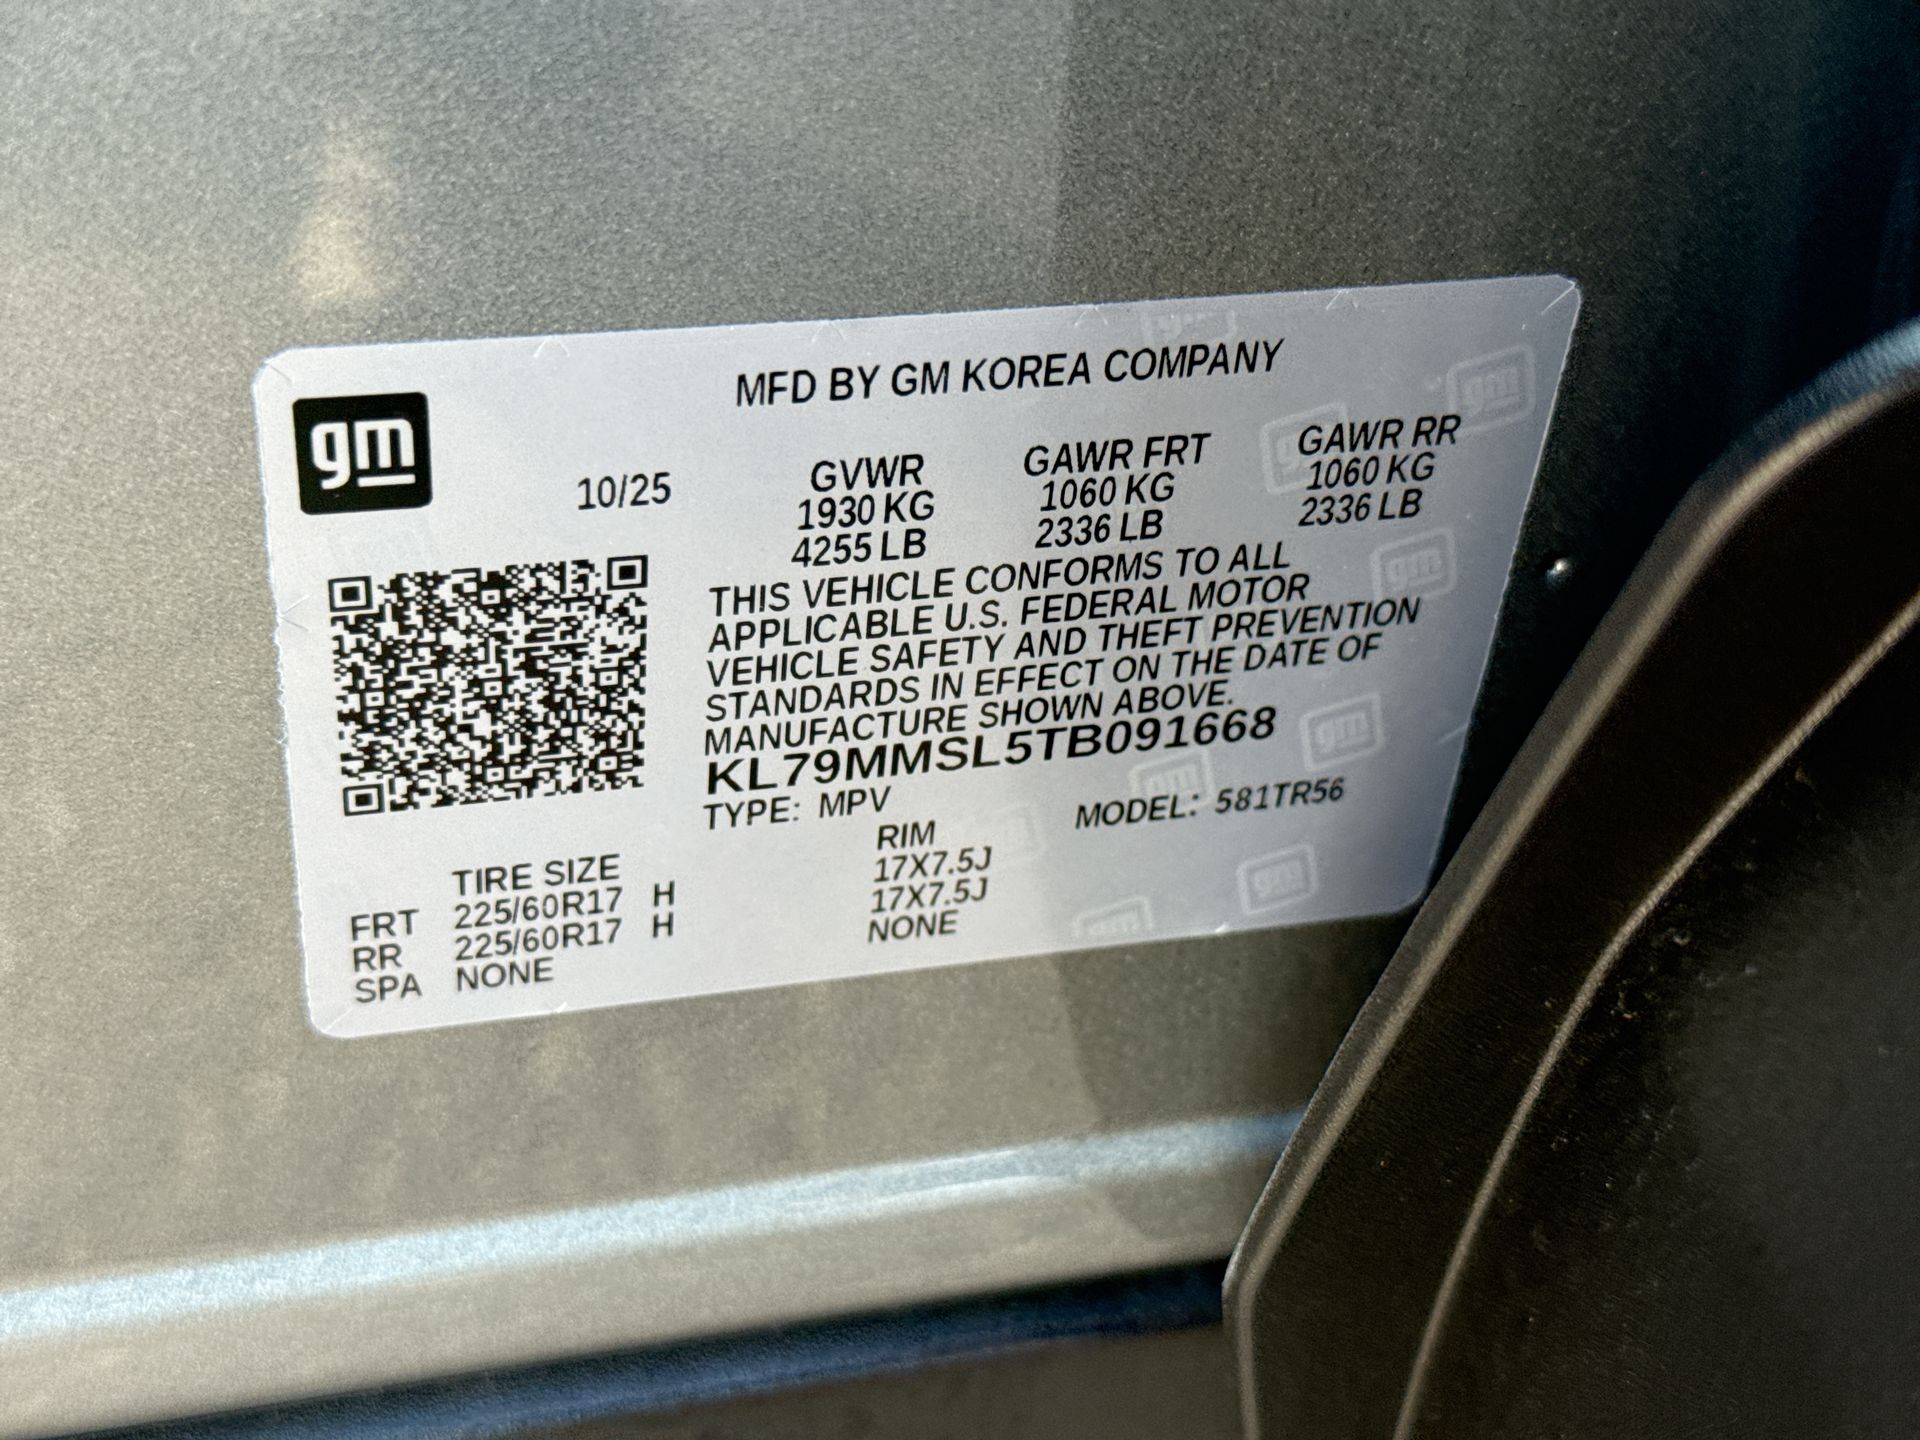 gm
MFD BY GM KOREA COMPANY
10/25 GVWR GAWR FRT GAWR RR
1930 KG 1060 KG 1060 KG
4255 LB 2336 LB 2336 LB
THIS VEHICLE CONFORMS TO ALL
APPLICABLE U.S. FEDERAL MOTOR
VEHICLE SAFETY AND THEFT PREVENTION
STANDARDS IN EFFECT ON THE DATE OF
MANUFACTURE SHOWN ABOVE.
KL79MMSL5TB091668
TYPE: MPV MODEL: 581TR56
TIRE SIZE RIM
FRT 225/60R17 H 17X7.5J
RR 225/60R17 H 17X7.5J
SPA NONE NONE